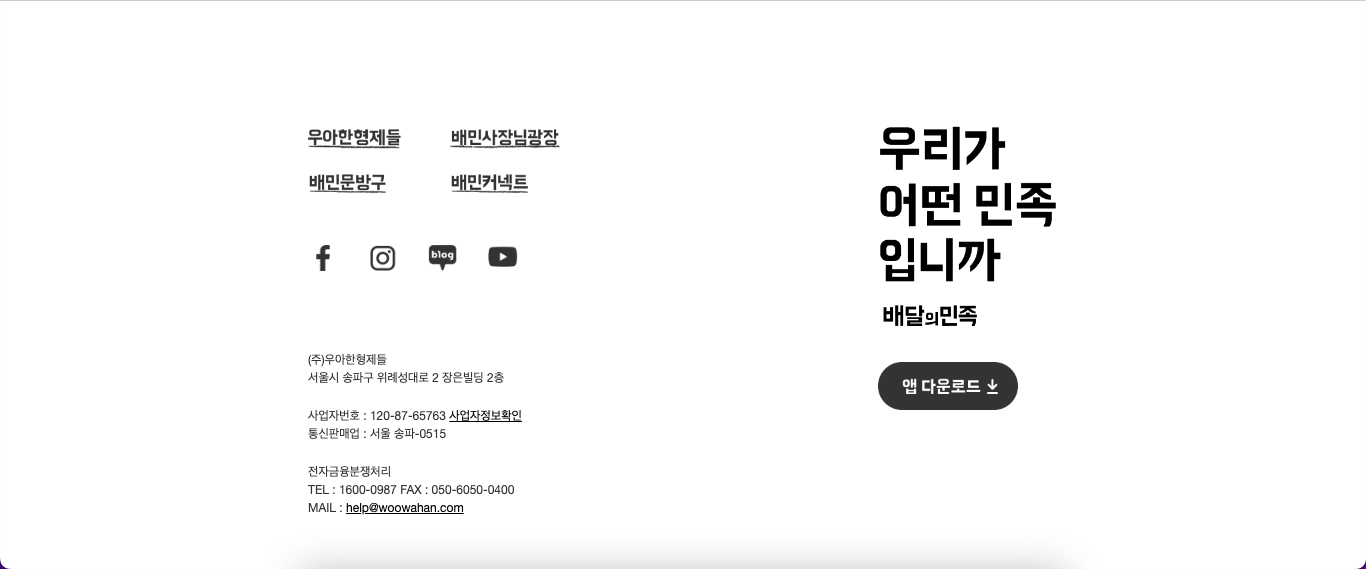 우아한형제들 배민사장님광장
배민문방구 배민커넥트
blog
(주)우아한형제들
서울시 송파구 위례성대로 2 장은빌딩 2층
사업자번호 : 120-87-65763 사업자정보확인
통신판매업 : 서울 송파-0515
전자금융분쟁처리
TEL : 1600-0987 FAX : 050-6050-0400
MAIL : help@woowahan.com
우리가
어떤 민족
입니까
배달의민족
앱 다운로드